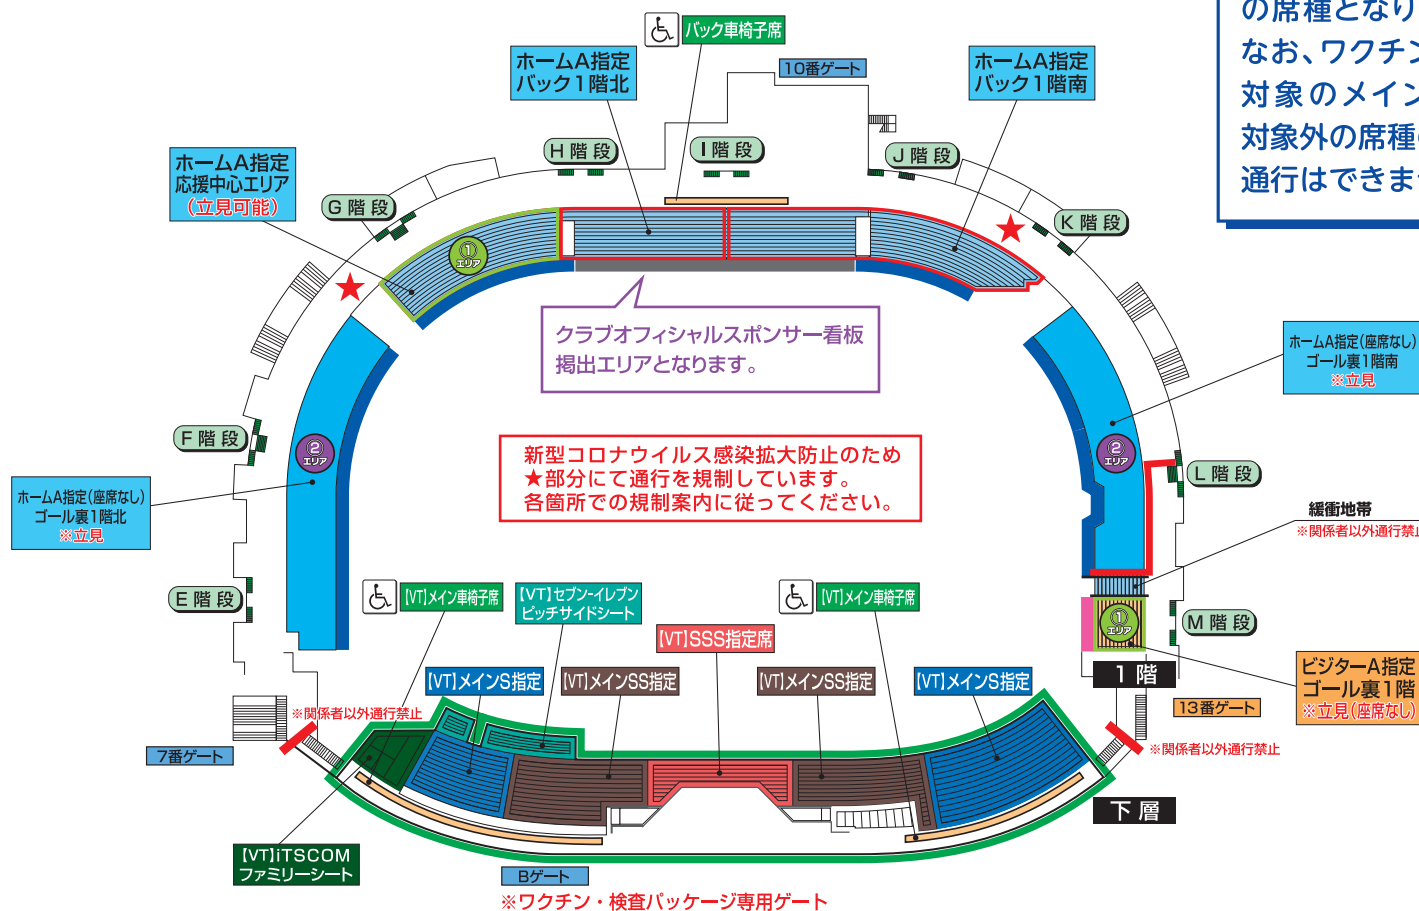 の席種となり
なお、ワクチン
対象のメイン
対象外の席種
通行はできま
バック車椅子席
10番ゲート
ホームA指定
バック1階北
ホームA指定
バック1階南
H 階 段
I 階 段
J 階 段
ホームA指定
応援中心エリア
(立見可能)
G 階 段
K 階 段
①
エリア
クラブオフィシャルスポンサー看板
掲出エリアとなります。
ホームA指定(座席なし)
ゴール裏1階南
※立見
F 階 段
②
エリア
②
エリア
新型コロナウイルス感染拡大防止のため
★部分にて通行を規制しています。
各箇所での規制案内に従ってください。
L 階 段
ホームA指定(座席なし)
ゴール裏1階北
※立見
緩衝地帯
※関係者以外通行禁止
E 階 段
【VT】メイン車椅子席
【VT】セブン-イレブン
ピッチサイドシート
【VT】メイン車椅子席
①
エリア
M 階 段
【VT】SSS指定席
1 階
ビジターA指定
ゴール裏1階
※立見(座席なし)
【VT】メインS指定
【VT】メインSS指定
【VT】メインSS指定
【VT】メインS指定
13番ゲート
※関係者以外通行禁止
※関係者以外通行禁止
7番ゲート
下 層
【VT】iTSCOM
ファミリーシート
Bゲート
※ワクチン・検査パッケージ専用ゲート